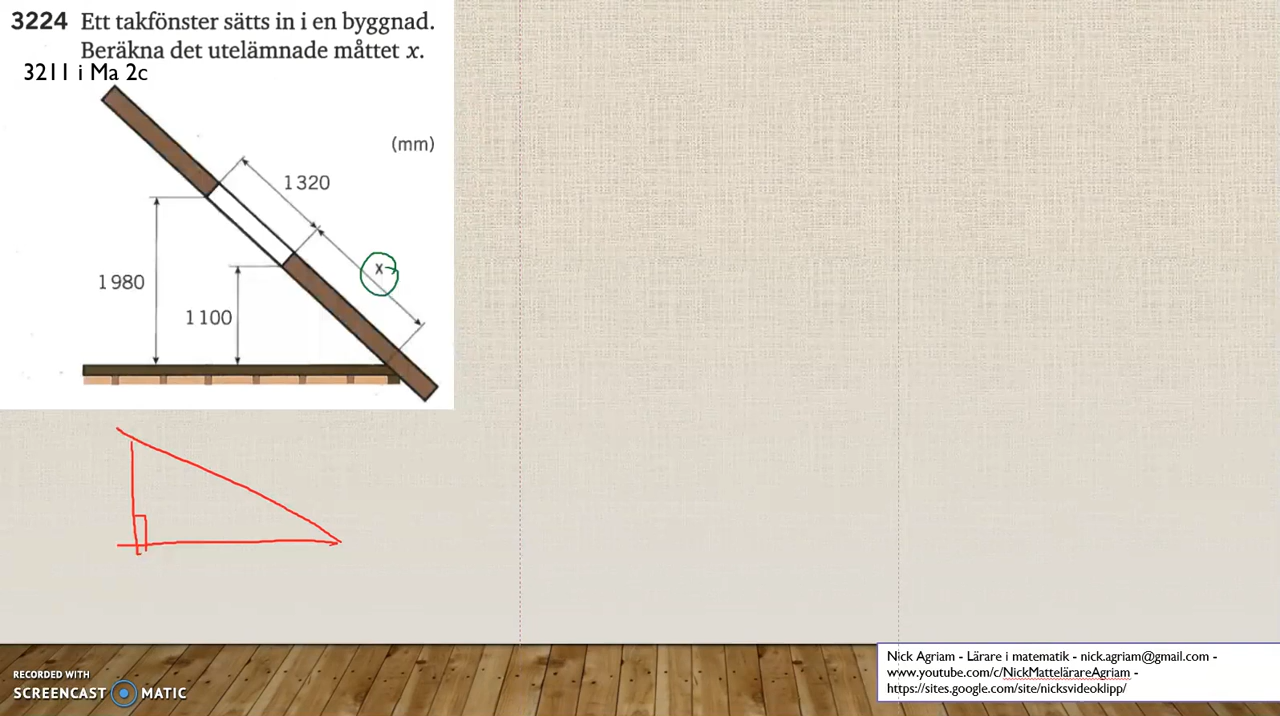 3224 Ett takfönster sätts in i en byggnad.
Beräkna det utelämnade måttet x.
3211 i Ma 2c
(mm)
1 320
x
1 980
1 100
RECORDED WITH
SCREENCAST MATIC
Nick Agriam - Lärare i matematik - nick.agriam@gmail.com -
www.youtube.com/c/NickMattelärareAgriam -
https://sites.google.com/site/nicksvideoklipp/